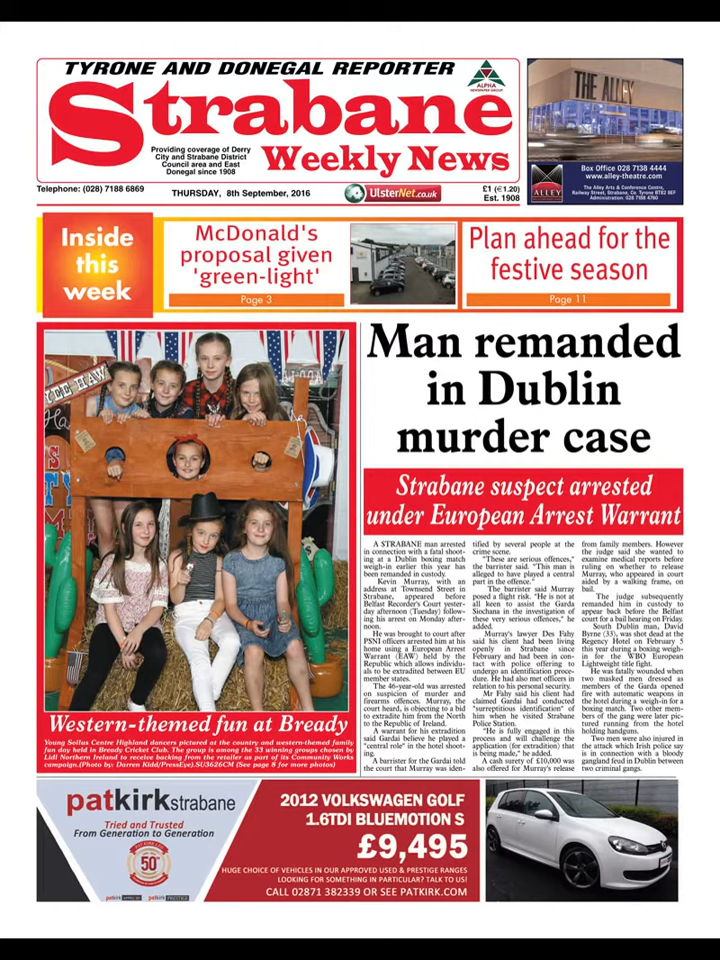 TYRONE AND DONEGAL REPORTER
ALPHA
NEWSPAPER GROUP
Strabane
Weekly News
Providing coverage of Derry
City and Strabane District
Council area and East
Donegal since 1908
Telephone: (028) 7188 6869
THURSDAY, 8th September, 2016
UlsterNet.co.uk
£1 (€1.20)
Est. 1908
THE ALLEY
ALLEY
Box Office 028 7138 4444
www.alley-theatre.com
The Alley Arts & Conference Centre,
Railway Street, Strabane, Co. Tyrone BT82 8EF
Administration: 028 7188 4760
Inside
this
week
McDonald's
proposal given
'green-light'
Page 3
Plan ahead for the
festive season
Page 11
YEE HAW
Western-themed fun at Bready
Young Sollus Centre Highland dancers pictured at the country and western-themed family
fun day held in Bready Cricket Club. The group is among the 33 winning groups chosen by
Lidl Northern Ireland to receive backing from the retailer as part of its Community Works
campaign.(Photo by: Darren Kidd/PressEye).SU3626CM (See page 8 for more photos)
Man remanded
in Dublin
murder case
Strabane suspect arrested
under European Arrest Warrant
A STRABANE man arrested
in connection with a fatal shoot-
ing at a Dublin boxing match
weigh-in earlier this year has
been remanded in custody.
Kevin Murray, with an
address at Townsend Street in
Strabane, appeared before
Belfast Recorder's Court yester-
day afternoon (Tuesday) follow-
ing his arrest on Monday after-
noon.
He was brought to court after
PSNI officers arrested him at his
home using a European Arrest
Warrant (EAW) held by the
Republic which allows individu-
als to be extradited between EU
member states.
The 46-year-old was arrested
on suspicion of murder and
firearms offences. Murray, the
court heard, is objecting to a bid
to extradite him from the North
to the Republic of Ireland.
A warrant for his extradition
said Gardai believe he played a
"central role" in the hotel shoot-
ing.
A barrister for the Gardai told
the court that Murray was iden-
tified by several people at the
crime scene.
"These are serious offences,"
the barrister said. "This man is
alleged to have played a central
part in the offence."
The barrister said Murray
posed a flight risk. "He is not at
all keen to assist the Garda
Siochana in the investigation of
these very serious offences," he
added.
Murray's lawyer Des Fahy
said his client had been living
openly in Strabane since
February and had been in con-
tact with police offering to
undergo an identification
procedure. He had also met officers in
relation to his personal security.
Mr Fahy said his client had
claimed Gardai had conducted
"surreptitious identification" of
him when he visited Strabane
Police Station.
"He is fully engaged in this
process and will challenge the
application (for extradition) that
is being made," he added.
A cash surety of £10,000 was
also offered for Murray's release
from family members. However
the judge said she wanted to
examine medical reports before
ruling on whether to release
Murray, who appeared in court
aided by a walking frame, on
bail.
The judge subsequently
remanded him in custody to
appear back before the Belfast
court for a bail hearing on Friday.
South Dublin man, David
Byrne (33), was shot dead at the
Regency Hotel on February 5
this year during a boxing weigh-
in for the WBO European
Lightweight title fight.
He was fatally wounded when
two masked men dressed as
members of the Garda opened
fire with automatic weapons in
the hotel during a weigh-in for a
boxing match. Two other mem-
bers of the gang were later pic-
tured running from the hotel
holding handguns.
Two men were also injured in
the attack which Irish police say
is in connection with a bloody
gangland feud in Dublin between
two criminal gangs.
patkirkstrabane
Tried and Trusted
From Generation to Generation
50
2012 VOLKSWAGEN GOLF
1.6TDI BLUEMOTION S
£9,495
HUGE CHOICE OF VEHICLES IN OUR APPROVED USED & PRESTIGE RANGES
LOOKING FOR SOMETHING IN PARTICULAR? TALK TO US!
CALL 02871 382339 OR SEE PATKIRK.COM